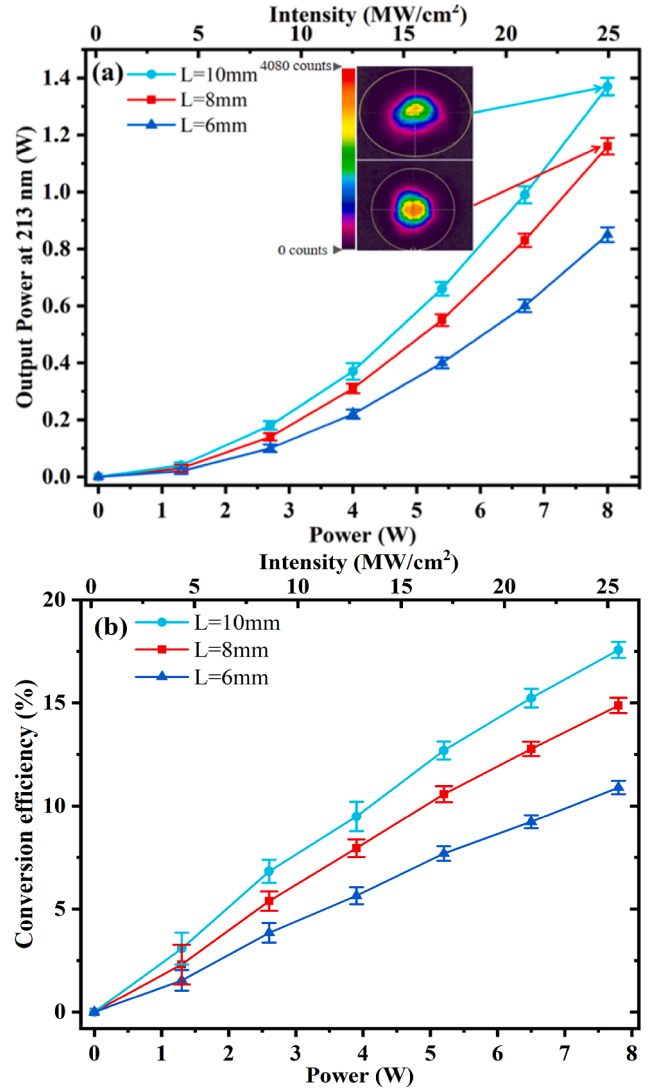 Intensity (MW/cm²)
0 5 10 15 20 25
(a)
L=10mm
L=8mm
L=6mm
4080 counts
0 counts
Output Power at 213 nm (W)
1.4
1.2
1.0
0.8
0.6
0.4
0.2
0.0
0 1 2 3 4 5 6 7 8
Power (W)
Intensity (MW/cm²)
0 5 10 15 20 25
(b)
L=10mm
L=8mm
L=6mm
Conversion efficiency (%)
20
15
10
5
0
0 1 2 3 4 5 6 7 8
Power (W)